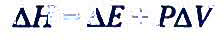 ΔH = ΔE + PΔV